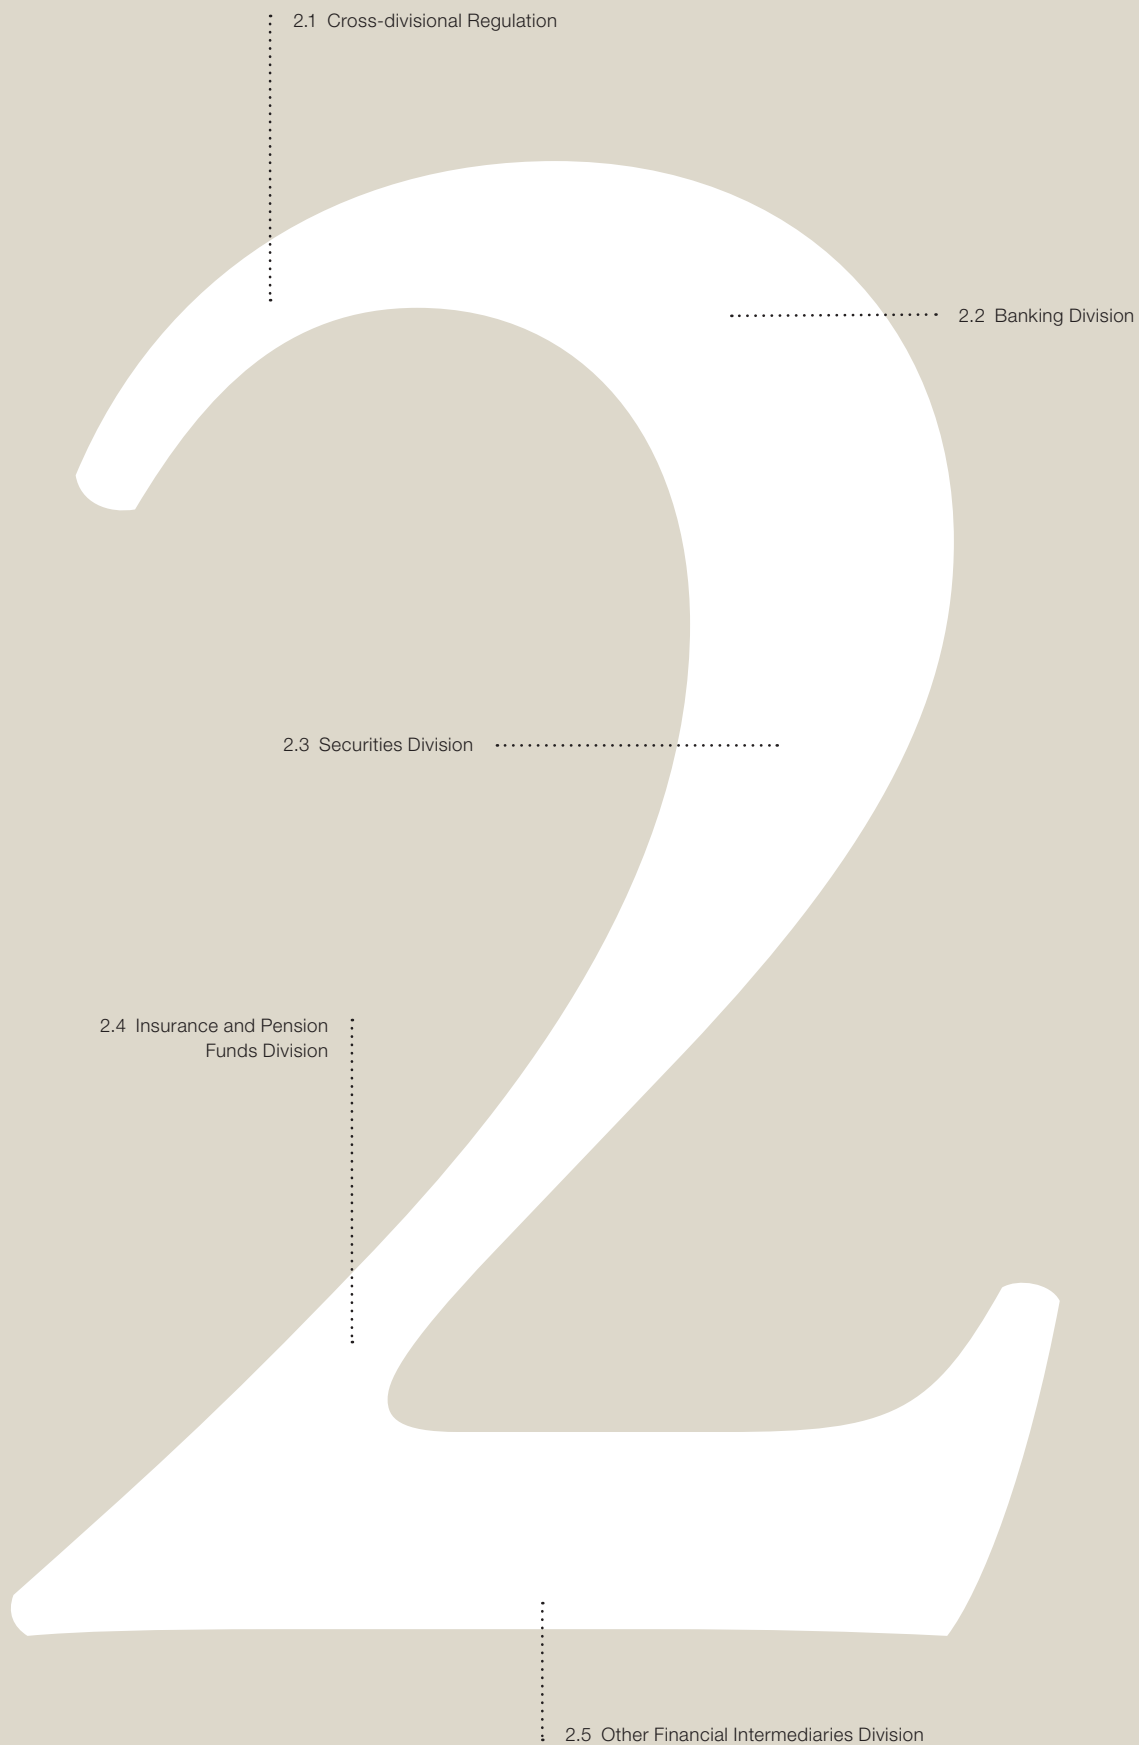 2.1 Cross-divisional Regulation
2.2 Banking Division
2.3 Securities Division
2.4 Insurance and Pension
Funds Division
2.5 Other Financial Intermediaries Division
2